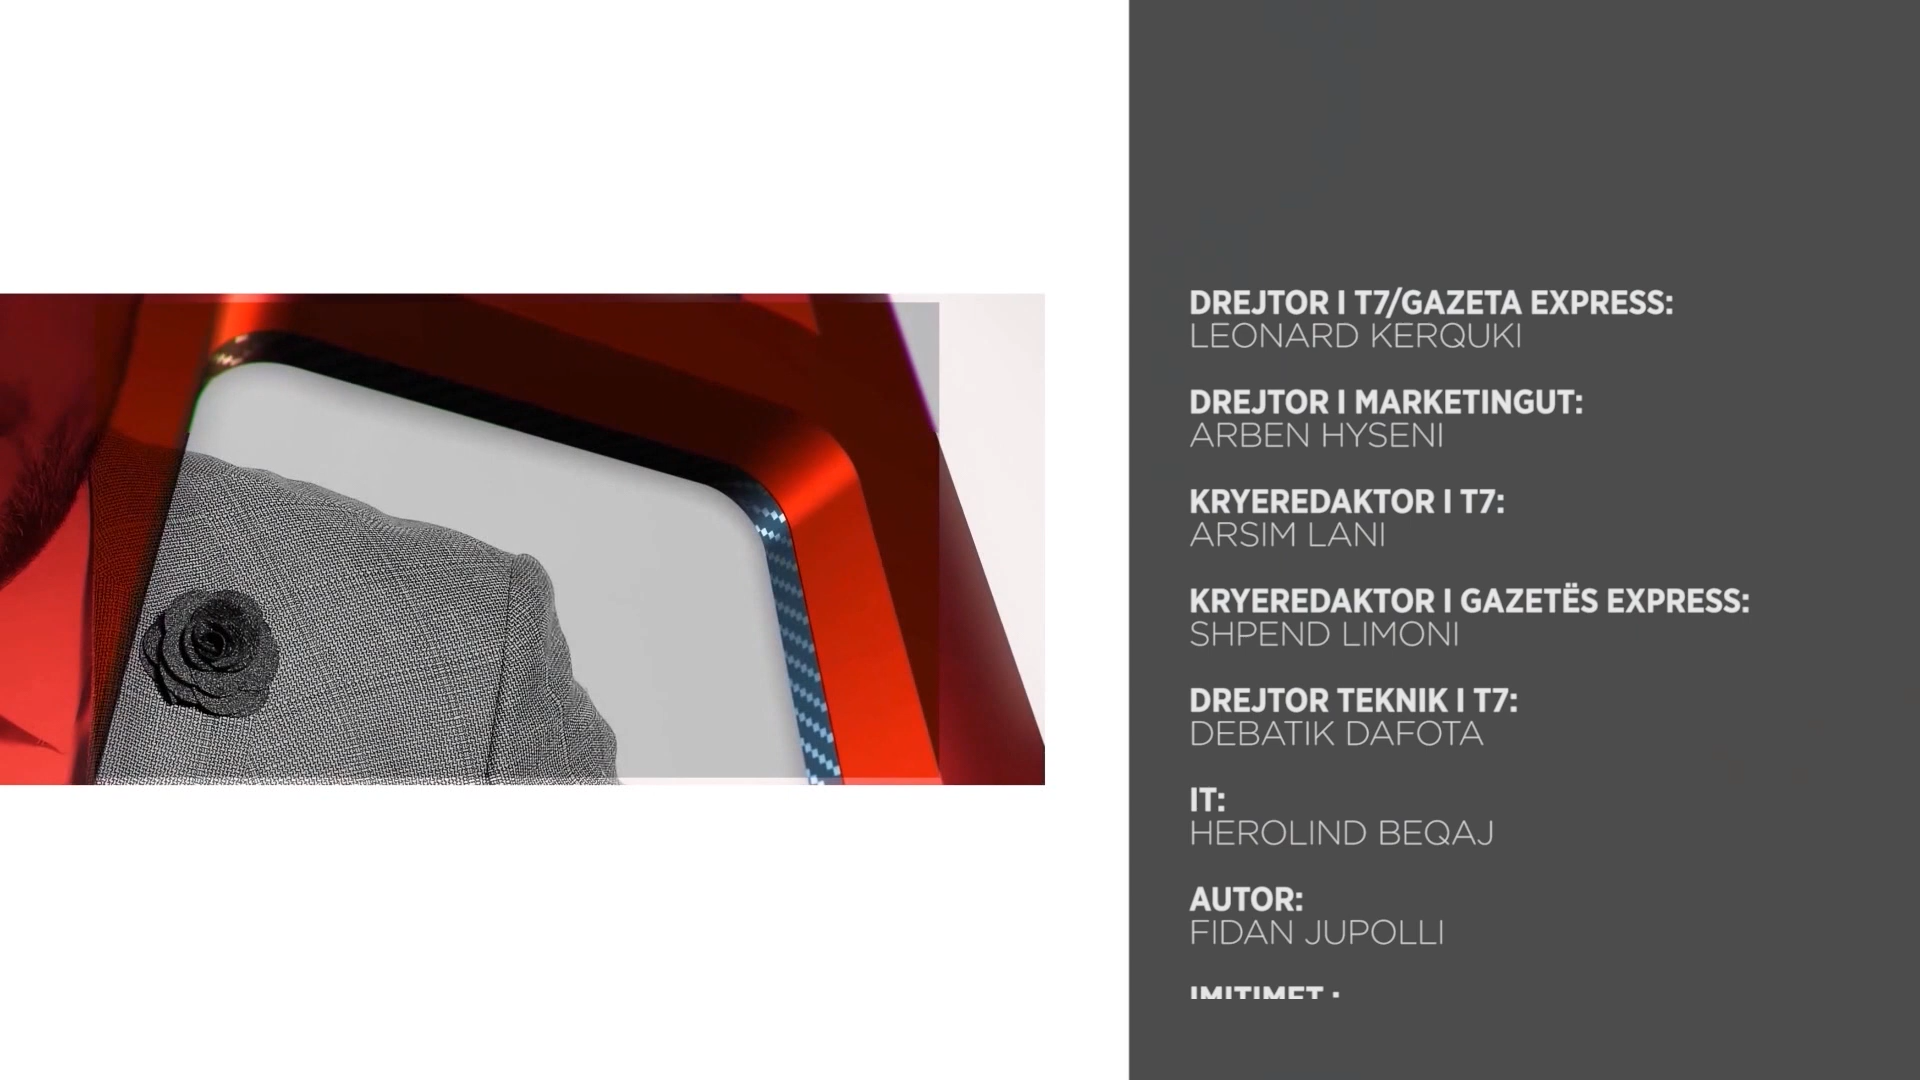 DREJTOR I T7/GAZETA EXPRESS:
LEONARD KERQUKI
DREJTOR I MARKETINGUT:
ARBEN HYSENI
KRYEREDAKTOR I T7:
ARSIM LANI
KRYEREDAKTOR I GAZETËS EXPRESS:
SHPEND LIMONI
DREJTOR TEKNIK I T7:
DEBATIK DAFOTA
IT:
HEROLIND BEQAJ
AUTOR:
FIDAN JUPOLLI
IMITIMET :